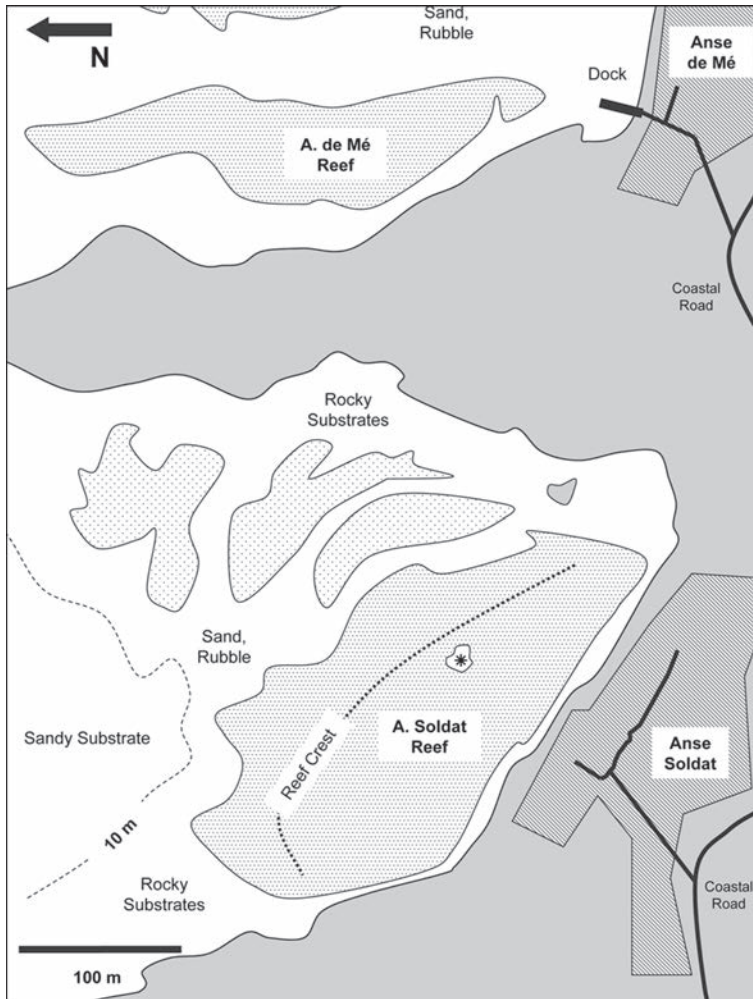 Sand,
Rubble
N
Anse
de Mé
Dock
A. de Mé
Reef
Coastal
Road
Rocky
Substrates
Sand,
Rubble
Sandy Substrate
Reef Crest
A. Soldat
Reef
Anse
Soldat
10 m
Rocky
Substrates
Coastal
Road
100 m